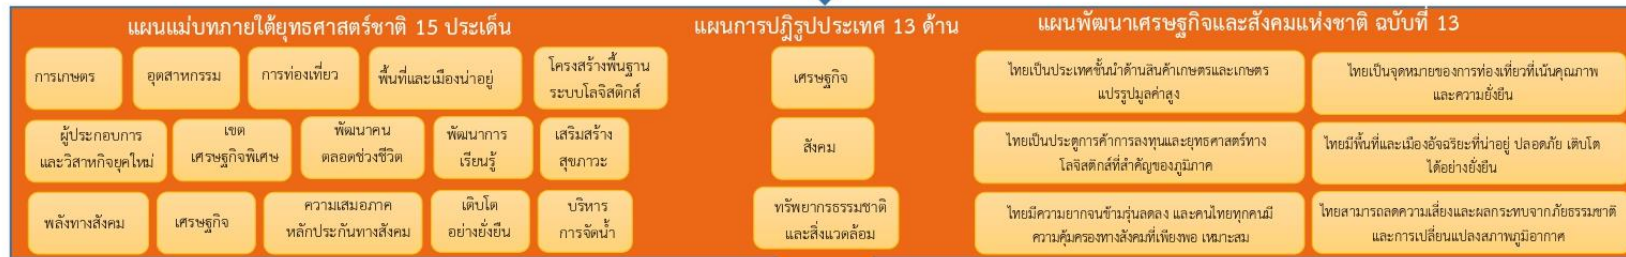 แผนแม่บทภายใต้ยุทธศาสตร์ชาติ 15 ประเด็น
การเกษตร
อุตสาหกรรม
การท่องเที่ยว
พื้นที่และเมืองน่าอยู่
โครงสร้างพื้นฐาน
ระบบโลจิสติกส์
ผู้ประกอบการ
และวิสาหกิจยุคใหม่
เขต
เศรษฐกิจพิเศษ
พัฒนาคน
ตลอดช่วงชีวิต
พัฒนาการ
เรียนรู้
เสริมสร้าง
สุขภาวะ
พลังทางสังคม
เศรษฐกิจ
ความเสมอภาค
หลักประกันทางสังคม
เติบโต
อย่างยั่งยืน
บริหาร
การจัดน้ำ
แผนการปฎิรูปประเทศ 13 ด้าน
เศรษฐกิจ
สังคม
ทรัพยากรธรรมชาติ
และสิ่งแวดล้อม
แผนพัฒนาเศรษฐกิจและสังคมแห่งชาติ ฉบับที่ 13
ไทยเป็นประเทศชั้นนำด้านสินค้าเกษตรและเกษตร
แปรรูปมูลค่าสูง
ไทยเป็นจุดหมายของการท่องเที่ยวที่เน้นคุณภาพ
และความยั่งยืน
ไทยเป็นประตูการค้าการลงทุนและยุทธศาสตร์ทาง
โลจิสติกส์ที่สำคัญของภูมิภาค
ไทยมีพื้นที่และเมืองอัจฉริยะที่น่าอยู่ ปลอดภัย เติบโต
ได้อย่างยั่งยืน
ไทยมีความยากจนข้ามรุ่นลดลง และคนไทยทุกคนมี
ความคุ้มครองทางสังคมที่เพียงพอ เหมาะสม
ไทยสามารถลดความเสี่ยงและผลกระทบจากภัยธรรมชาติ
และการเปลี่ยนแปลงสภาพภูมิอากาศ